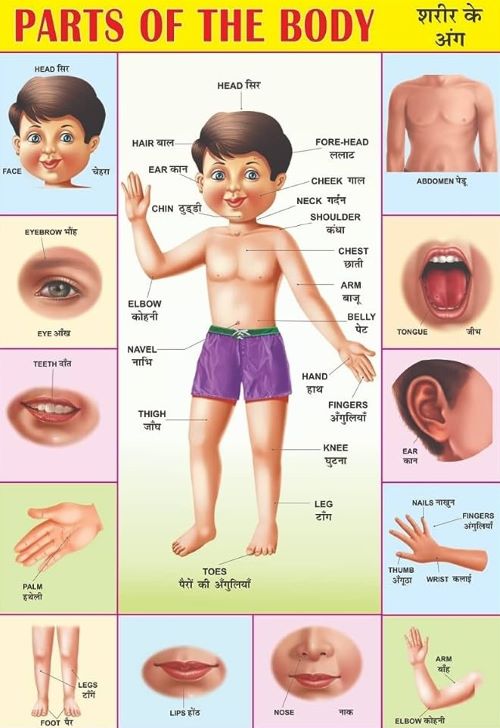 PARTS OF THE BODY
शरीर के
अंग
HEAD सिर
FACE
चेहरा
EYEBROW भौंह
EYE आँख
TEETH दाँत
PALM
हथेली
HEAD सिर
HAIR बाल
EAR कान
CHIN ठुड्डी
FORE-HEAD
ललाट
CHEEK गाल
NECK गर्दन
SHOULDER
कंधा
CHEST
छाती
ARM
बाजू
BELLY
पेट
ELBOW
कोहनी
NAVEL
नाभि
HAND
हाथ
FINGERS
अँगुलियाँ
THIGH
जाँघ
KNEE
घुटना
LEG
टाँग
TOES
पैरों की अँगुलियाँ
ABDOMEN पेडू
TONGUE
जीभ
EAR
कान
NAILS नाखुन
FINGERS
अंगुलियाँ
THUMB
अँगूठा
WRIST कलाई
LEGS
टाँगें
FOOT पैर
LIPS होंठ
NOSE
नाक
ARM
बाँह
ELBOW कोहनी